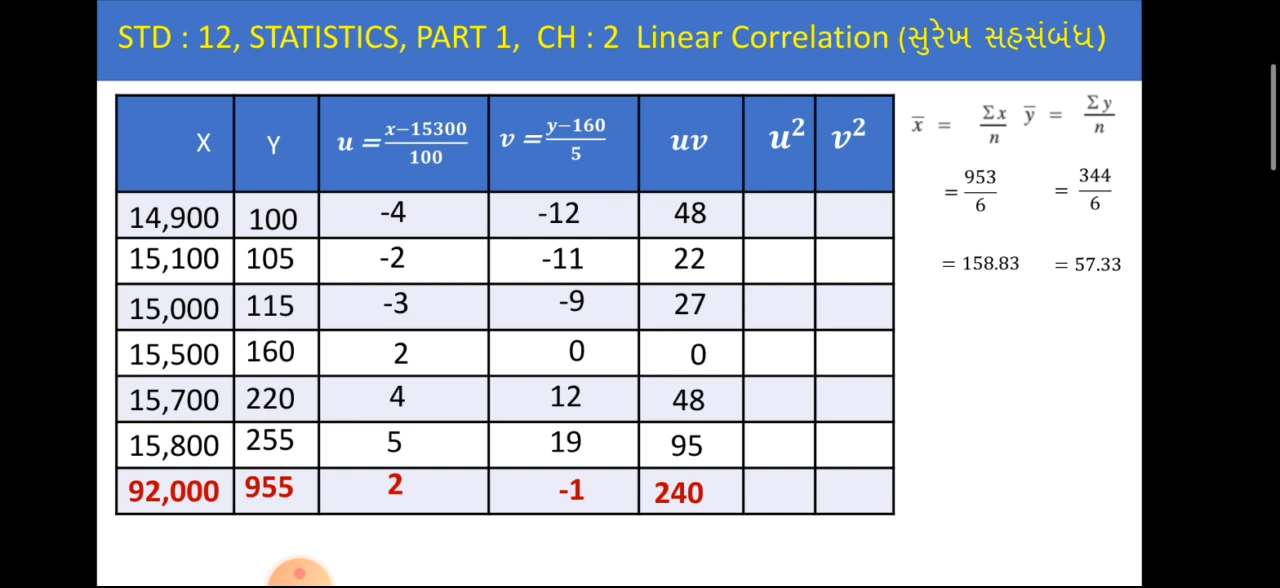 STD : 12, STATISTICS, PART 1, CH : 2 Linear Correlation (સુરેખ સહસંબંધ)
X Y u = x−15300 / 100 v = y−160 / 5 uv u² v²
14,900 100 -4 -12 48
15,100 105 -2 -11 22
15,000 115 -3 -9 27
15,500 160 2 0 0
15,700 220 4 12 48
15,800 255 5 19 95
92,000 955 2 -1 240
x̅ = Σx / n y̅ = Σy / n
= 953 / 6 = 344 / 6
= 158.83 = 57.33